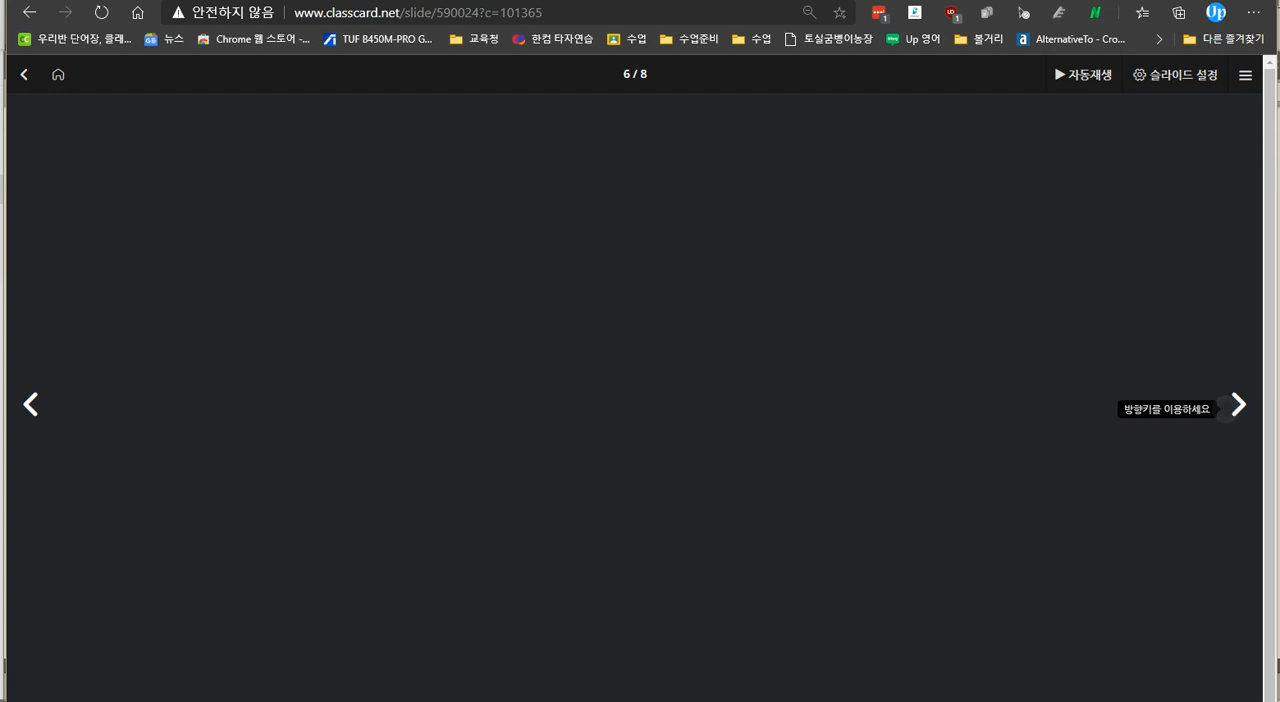 안전하지 않음 www.classcard.net/slide/590024?c=101365
우리반 단어장, 클래... 뉴스 Chrome 웹 스토어 -... TUF B450M-PRO G... 교육청 한컴 타자연습 수업 수업준비 수업 토실굼벵이농장 Up 영어 볼거리 AlternativeTo - Cro... 다른 즐겨찾기
6 / 8 자동재생 슬라이드 설정
방향키를 이용하세요